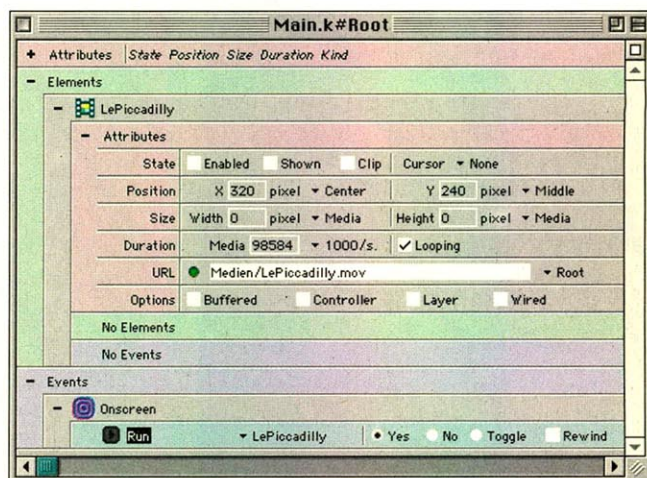 Main.k#Root
+ Attributes State Position Size Duration Kind
- Elements
- LePiccadilly
- Attributes
State Enabled Shown Clip Cursor None
Position X 320 pixel Center Y 240 pixel Middle
Size Width 0 pixel Media Height 0 pixel Media
Duration Media 98584 1000/s. Looping
URL Medien/LePiccadilly.mov Root
Options Buffered Controller Layer Wired
No Elements
No Events
- Events
- Onscreen
Run LePiccadilly Yes No Toggle Rewind